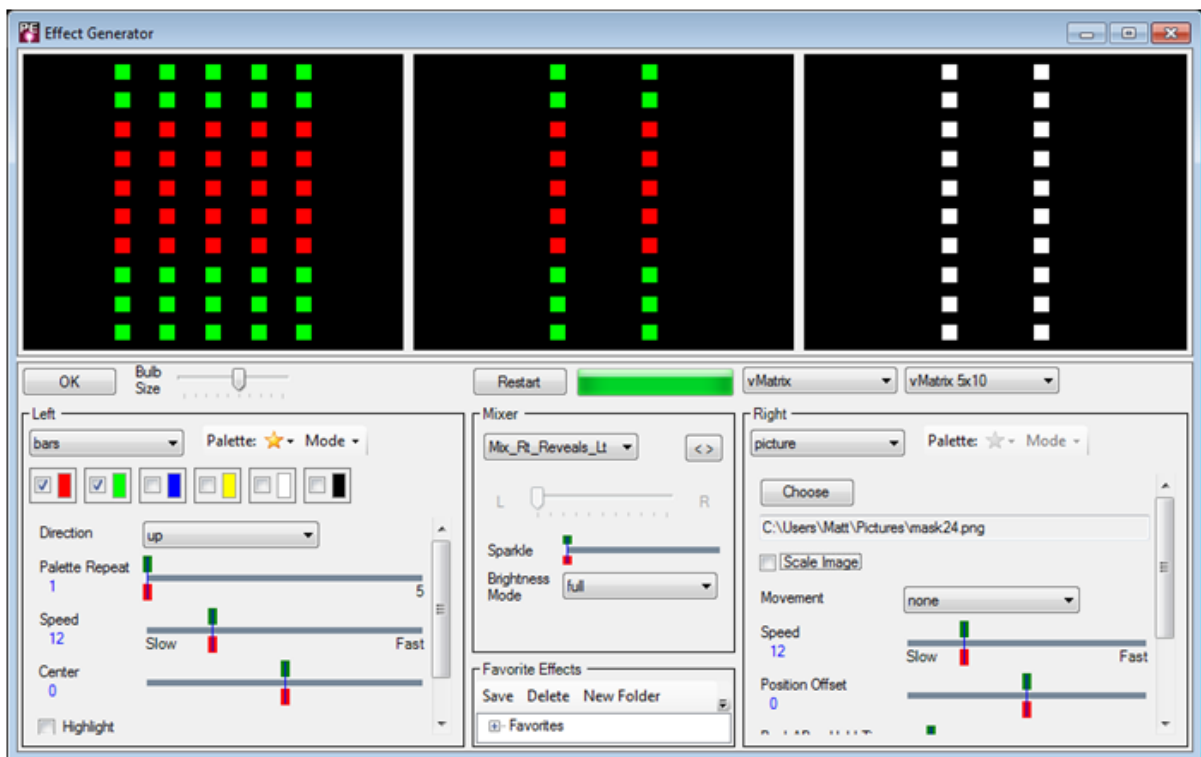 Effect Generator
OK
Bulb Size
Restart
vMatrix
vMatrix 5x10
Left
bars
Palette:
Mode
Direction
up
Palette Repeat
1
5
Speed
12
Slow
Fast
Center
0
Highlight
Mixer
Mix_Rt_Reveals_Lt
< >
L
R
Sparkle
Brightness Mode
full
Favorite Effects
Save Delete New Folder
Favorites
Right
picture
Palette:
Mode
Choose
C:\Users\Matt\Pictures\mask24.png
Scale Image
Movement
none
Speed
12
Slow
Fast
Position Offset
0